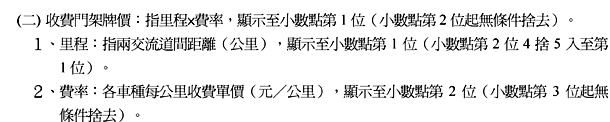 (二) 收費門架牌價：指里程×費率，顯示至小數點第1位（小數點第2位起無條件捨去）。
1、里程：指兩交流道間距離（公里），顯示至小數點第1位（小數點第2位4捨5入至第
1位）。
2、費率：各車種每公里收費單價（元／公里），顯示至小數點第2位（小數點第3位起無
條件捨去）。